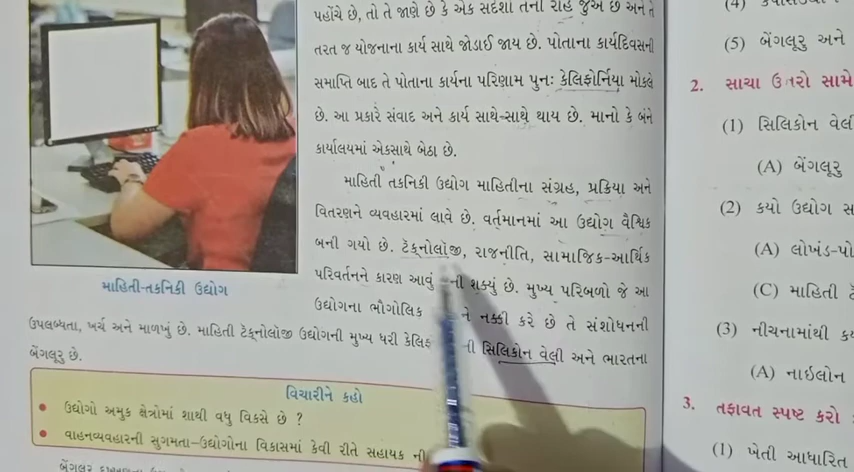 પહોંચે છે, તો તે જાણે છે કે એક સંદેશો તેની રાહ જુએ છે અને તે
તરત જ યોજનાના કાર્ય સાથે જોડાઈ જાય છે. પોતાના કાર્યદિવસની
સમાપ્તિ બાદ તે પોતાના કાર્યના પરિણામ પુનઃ કેલિફોર્નિયા મોકલે
છે. આ પ્રકારે સંવાદ અને કાર્ય સાથે-સાથે થાય છે. માનો કે બંને
કાર્યાલયમાં એકસાથે બેઠા છે.
માહિતી તકનિકી ઉદ્યોગ માહિતીના સંગ્રહ, પ્રક્રિયા અને
વિતરણને વ્યવહારમાં લાવે છે. વર્તમાનમાં આ ઉદ્યોગ વૈશ્વિક
બની ગયો છે. ટૅક્નોલૉજી, રાજનીતિ, સામાજિક-આર્થિક
પરિવર્તનને કારણ આવું શક્યું છે. મુખ્ય પરિબળો જે આ
ઉદ્યોગના ભૌગોલિક ને નક્કી કરે છે તે સંશોધનની
ઉપલબ્ધતા, ખર્ચ અને માળખું છે. માહિતી ટેક્નોલોજી ઉદ્યોગની મુખ્ય ધરી સિલિકોન વેલી અને ભારતના
બેંગલૂરુ છે.
માહિતી-તકનિકી ઉદ્યોગ
વિચારીને કહો
• ઉદ્યોગો અમુક ક્ષેત્રોમાં શાથી વધુ વિકસે છે ?
• વાહનવ્યવહારની સુગમતા-ઉદ્યોગોના વિકાસમાં કેવી રીતે સહાયક
બેંગલૂરુ
(4)
(5) બેંગલૂરુ અને
2. સાચા ઉત્તરો સામે
(1) સિલિકોન વેલી
(A) બેંગલૂરુ
(2) કયો ઉદ્યોગ
(A) લોખંડ-પો
(C) માહિતી
(3) નીચનામાંથી
(A) નાઈલોન
3. તફાવત સ્પષ્ટ કરો
(1) ખેતી આધારિત